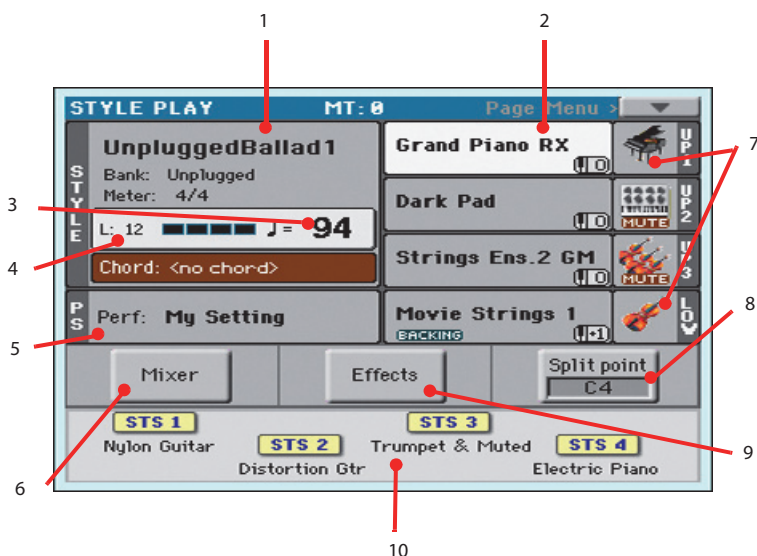 1
2
STYLE PLAY MT: 0 Page Menu >
STYLE
UnpluggedBallad1
Bank: Unplugged
Meter: 4/4
3
L: 12 ♩= 94
4
Chord: <no chord>
Grand Piano RX
0
UP1
7
Dark Pad
0
MUTE
UP2
Strings Ens.2 GM
0
MUTE
UP3
PS
Perf: My Setting
5
Movie Strings 1
BACKING
+1
LOW
8
Mixer
Effects
Split point
C4
6
9
STS 1
Nylon Guitar
STS 2
Distortion Gtr
STS 3
Trumpet & Muted
STS 4
Electric Piano
10